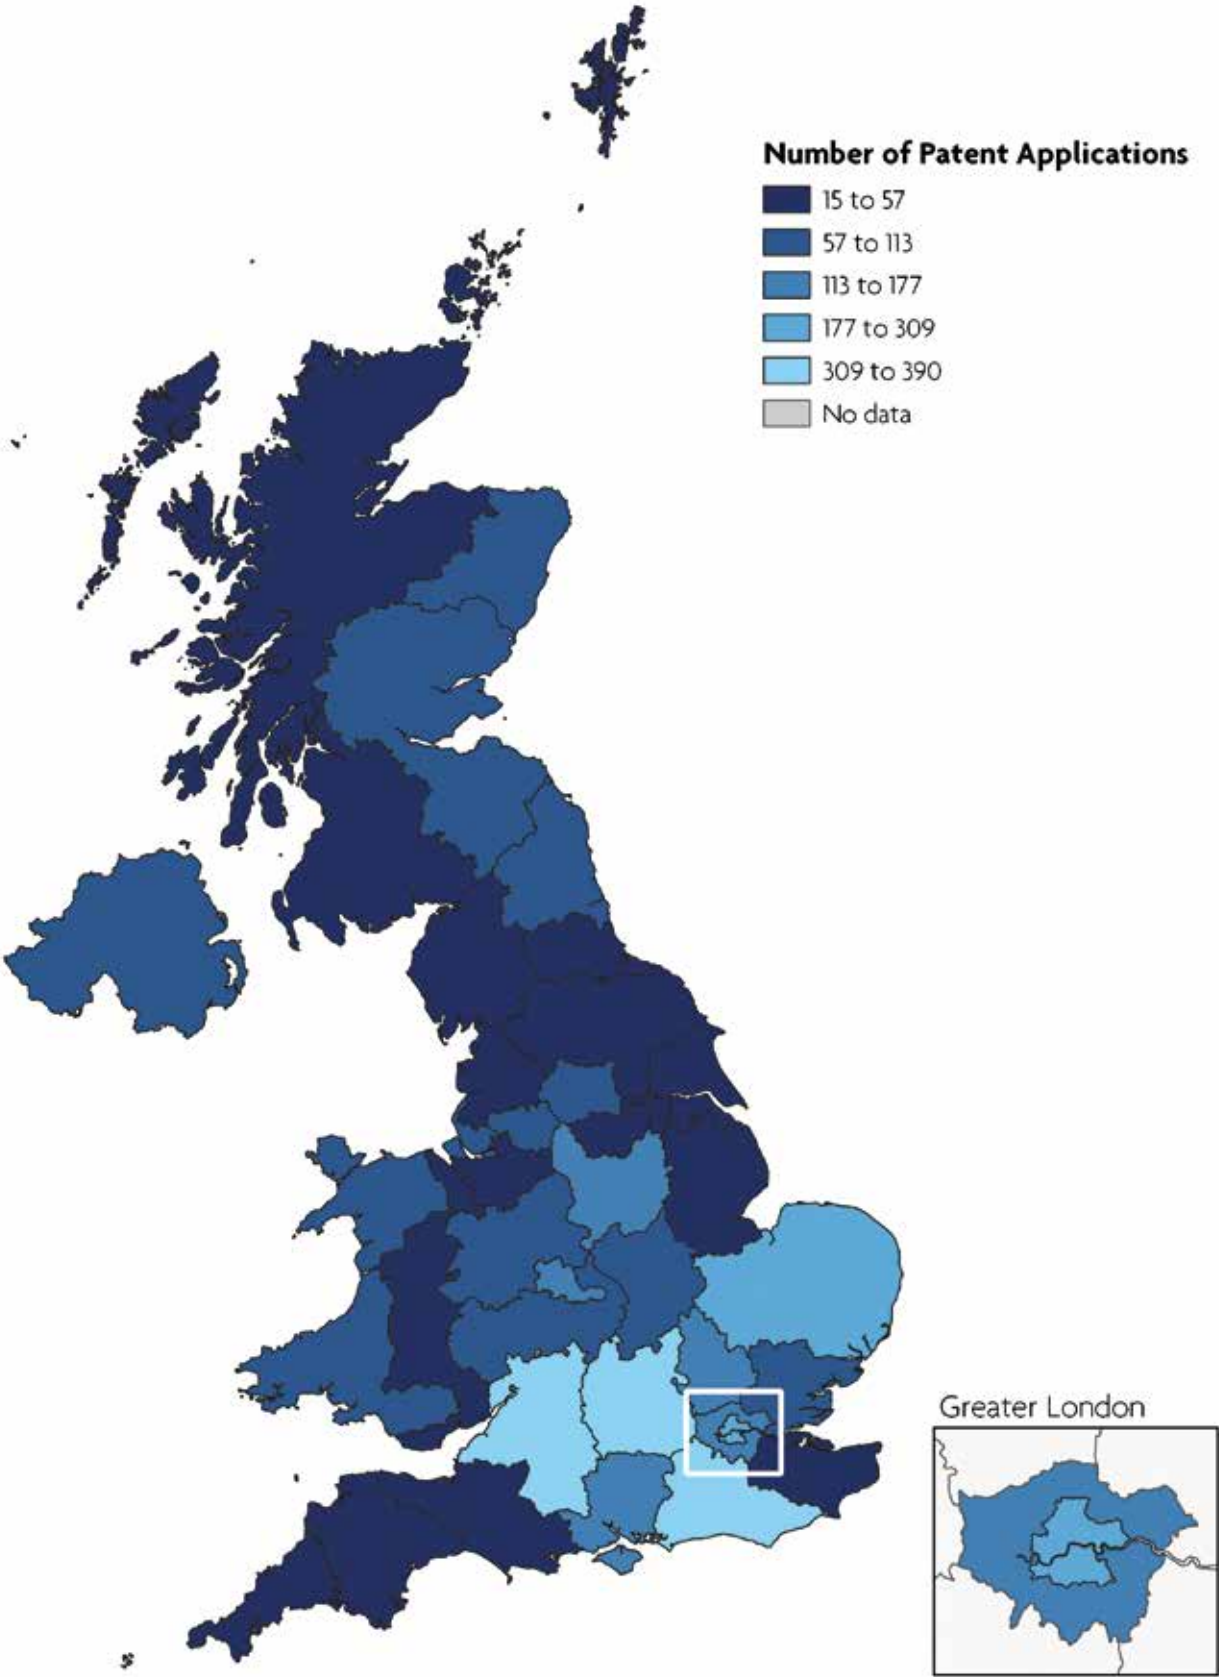 Number of Patent Applications
15 to 57
57 to 113
113 to 177
177 to 309
309 to 390
No data
Greater London